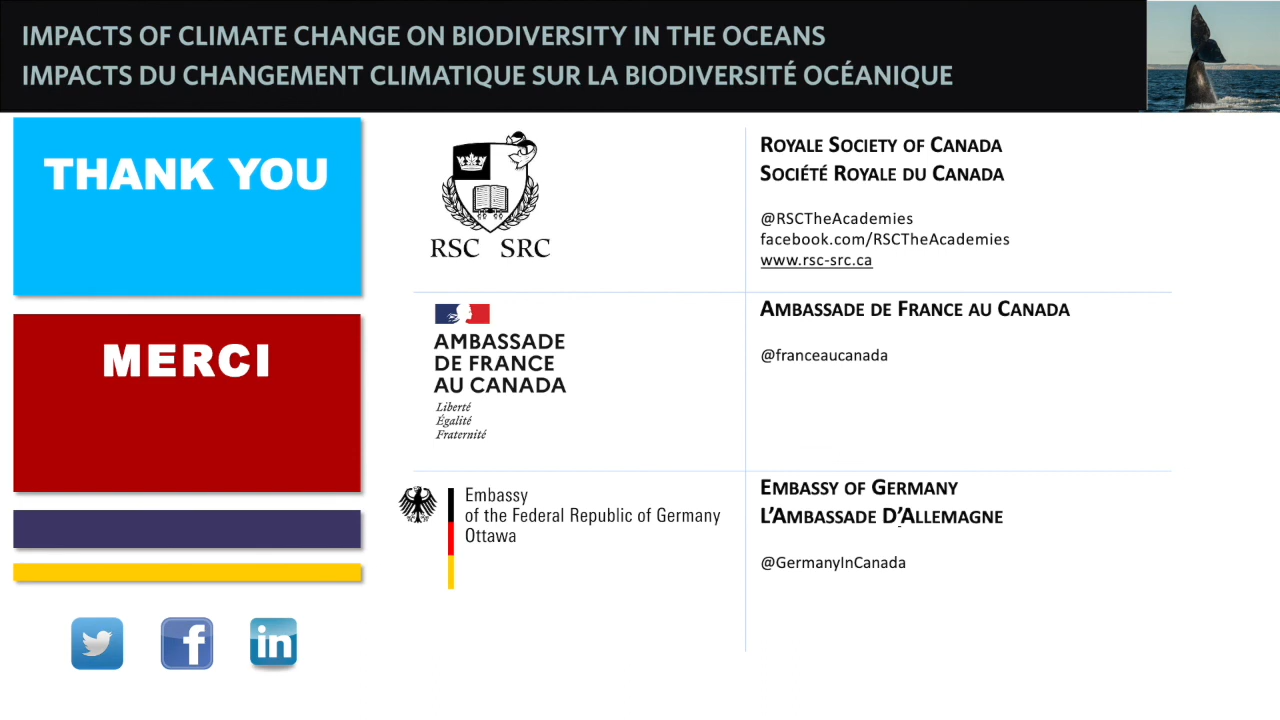 IMPACTS OF CLIMATE CHANGE ON BIODIVERSITY IN THE OCEANS
IMPACTS DU CHANGEMENT CLIMATIQUE SUR LA BIODIVERSITÉ OCÉANIQUE
THANK YOU
MERCI
RSC SRC
ROYALE SOCIETY OF CANADA
SOCIÉTÉ ROYALE DU CANADA
@RSCTheAcademies
facebook.com/RSCTheAcademies
www.rsc-src.ca
AMBASSADE
DE FRANCE
AU CANADA
Liberté
Égalité
Fraternité
AMBASSADE DE FRANCE AU CANADA
@franceaucanada
Embassy
of the Federal Republic of Germany
Ottawa
EMBASSY OF GERMANY
L’AMBASSADE D’ALLEMAGNE
@GermanyInCanada
f
in